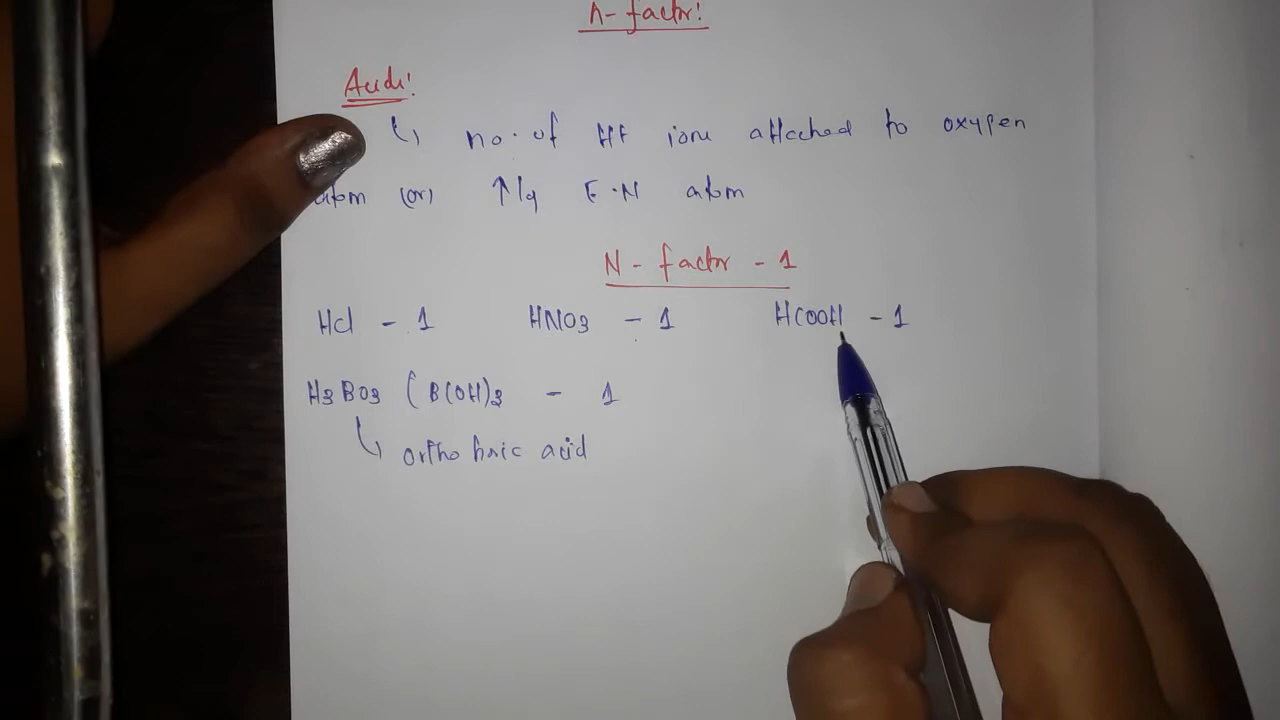 n-factor!
Acids!
no. of H+ ions attached to oxygen
atom (or) ↑ly E.N atom
N-factor - 1
HCl - 1 HNO3 - 1 HCOOH - 1
H3BO3 (B(OH)3 - 1
ortho boric acid